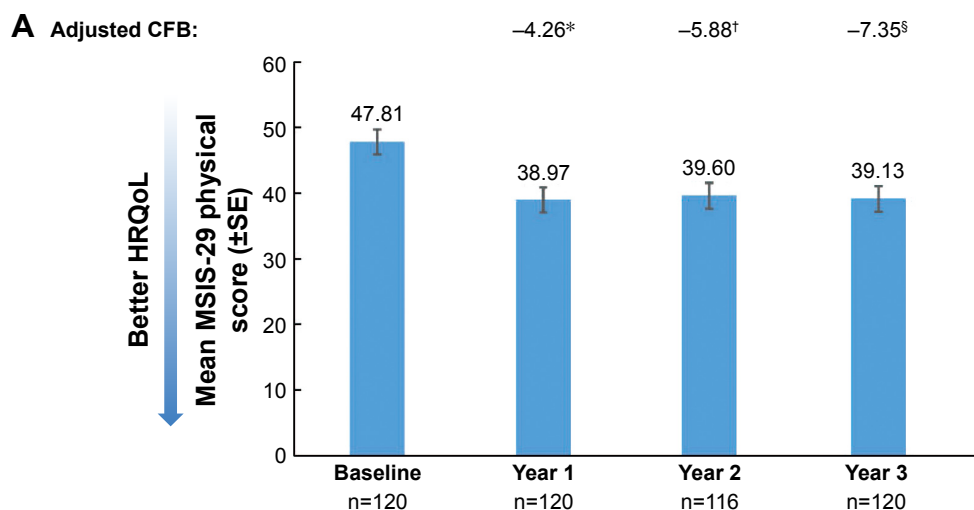 A Adjusted CFB: –4.26* –5.88† –7.35§
Better HRQoL
Mean MSIS-29 physical
score (±SE)
60
50
40
30
20
10
0
47.81
38.97
39.60
39.13
Baseline Year 1 Year 2 Year 3
n=120 n=120 n=116 n=120